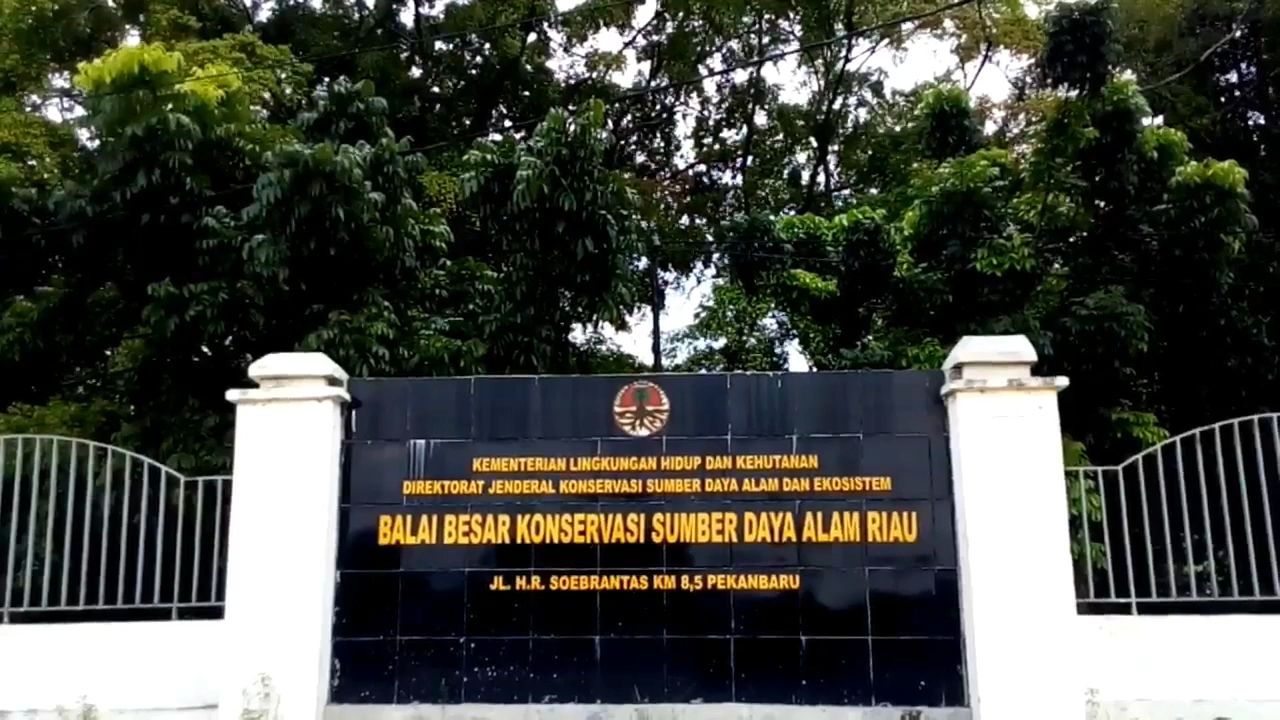 KEMENTERIAN LINGKUNGAN HIDUP DAN KEHUTANAN
DIREKTORAT JENDERAL KONSERVASI SUMBER DAYA ALAM DAN EKOSISTEM
BALAI BESAR KONSERVASI SUMBER DAYA ALAM RIAU
JL. H.R. SOEBRANTAS KM 8,5 PEKANBARU